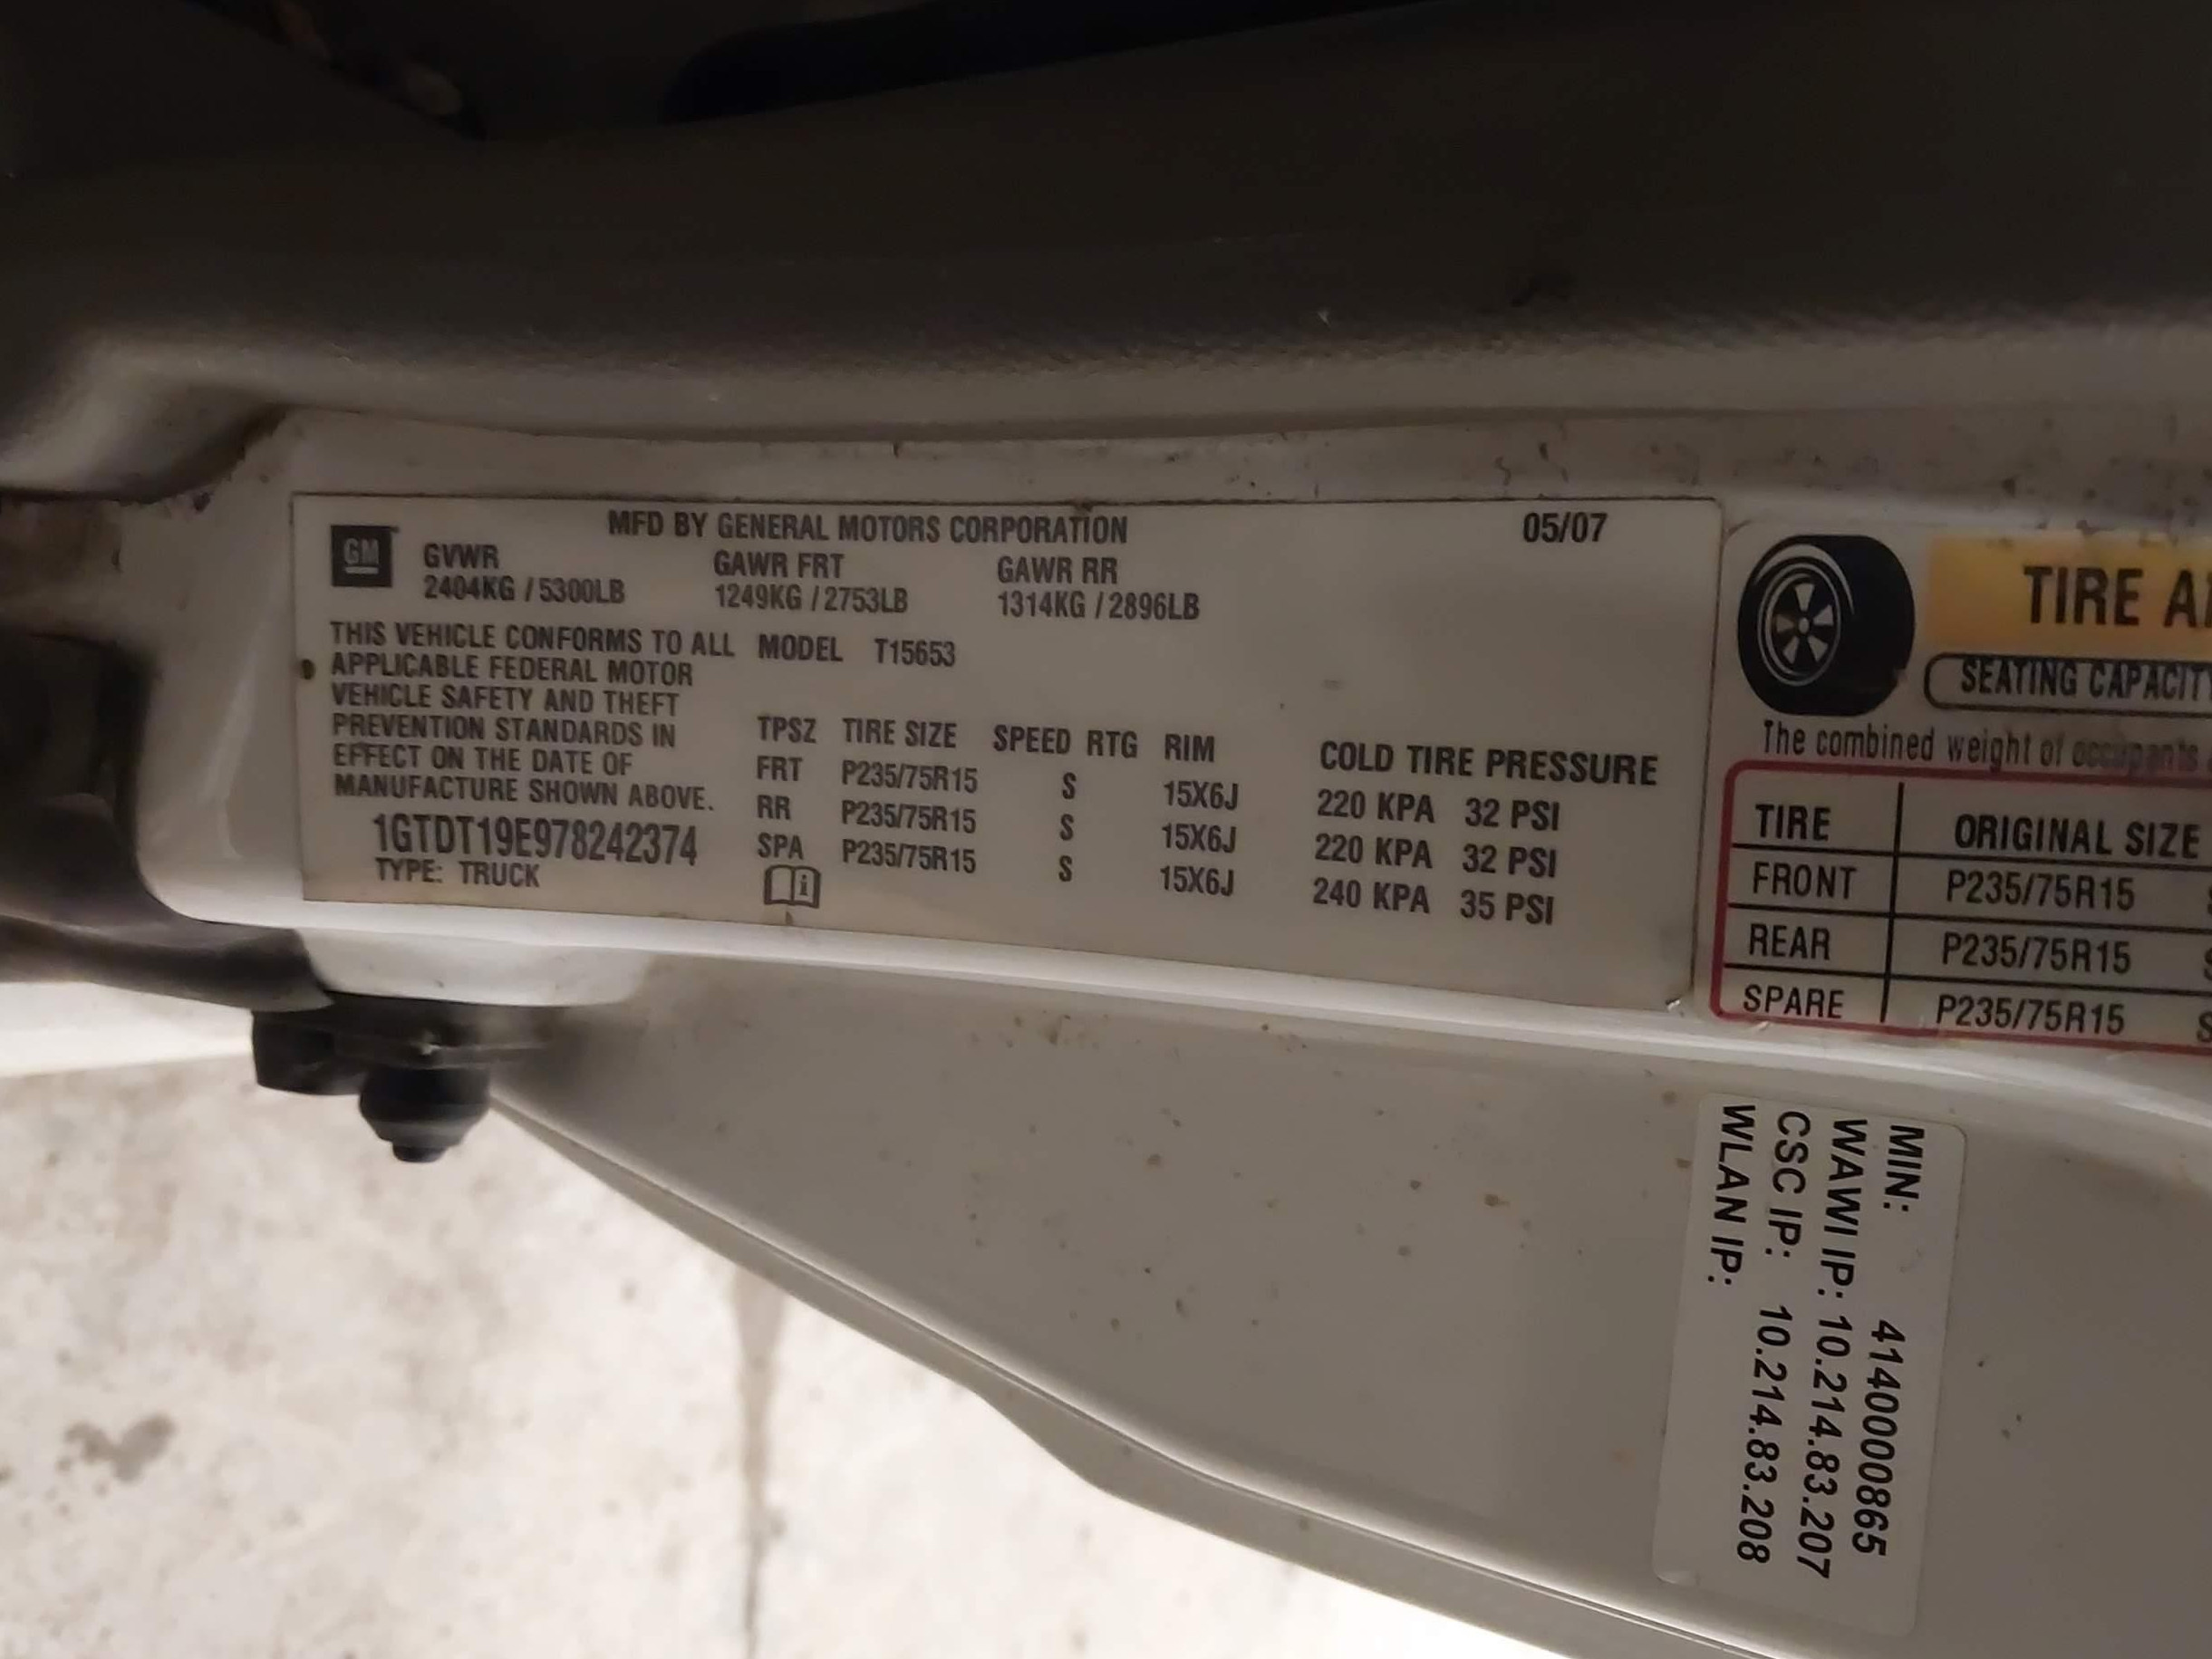 MFD BY GENERAL MOTORS CORPORATION 05/07
GM GVWR GAWR FRT GAWR RR
2404KG / 5300LB 1249KG / 2753LB 1314KG / 2896LB
THIS VEHICLE CONFORMS TO ALL MODEL T15653
APPLICABLE FEDERAL MOTOR
VEHICLE SAFETY AND THEFT
PREVENTION STANDARDS IN
EFFECT ON THE DATE OF
MANUFACTURE SHOWN ABOVE.
1GTDT19E978242374
TYPE: TRUCK
TPSZ TIRE SIZE SPEED RTG RIM COLD TIRE PRESSURE
FRT P235/75R15 S 15X6J 220 KPA 32 PSI
RR P235/75R15 S 15X6J 220 KPA 32 PSI
SPA P235/75R15 S 15X6J 240 KPA 35 PSI
TIRE
SEATING CAPACITY
The combined weight of occupants
TIRE ORIGINAL SIZE
FRONT P235/75R15
REAR P235/75R15
SPARE P235/75R15
MIN: 4140000865
WAWI IP: 10.214.83.207
CSC IP: 10.214.83.208
WLAN IP: